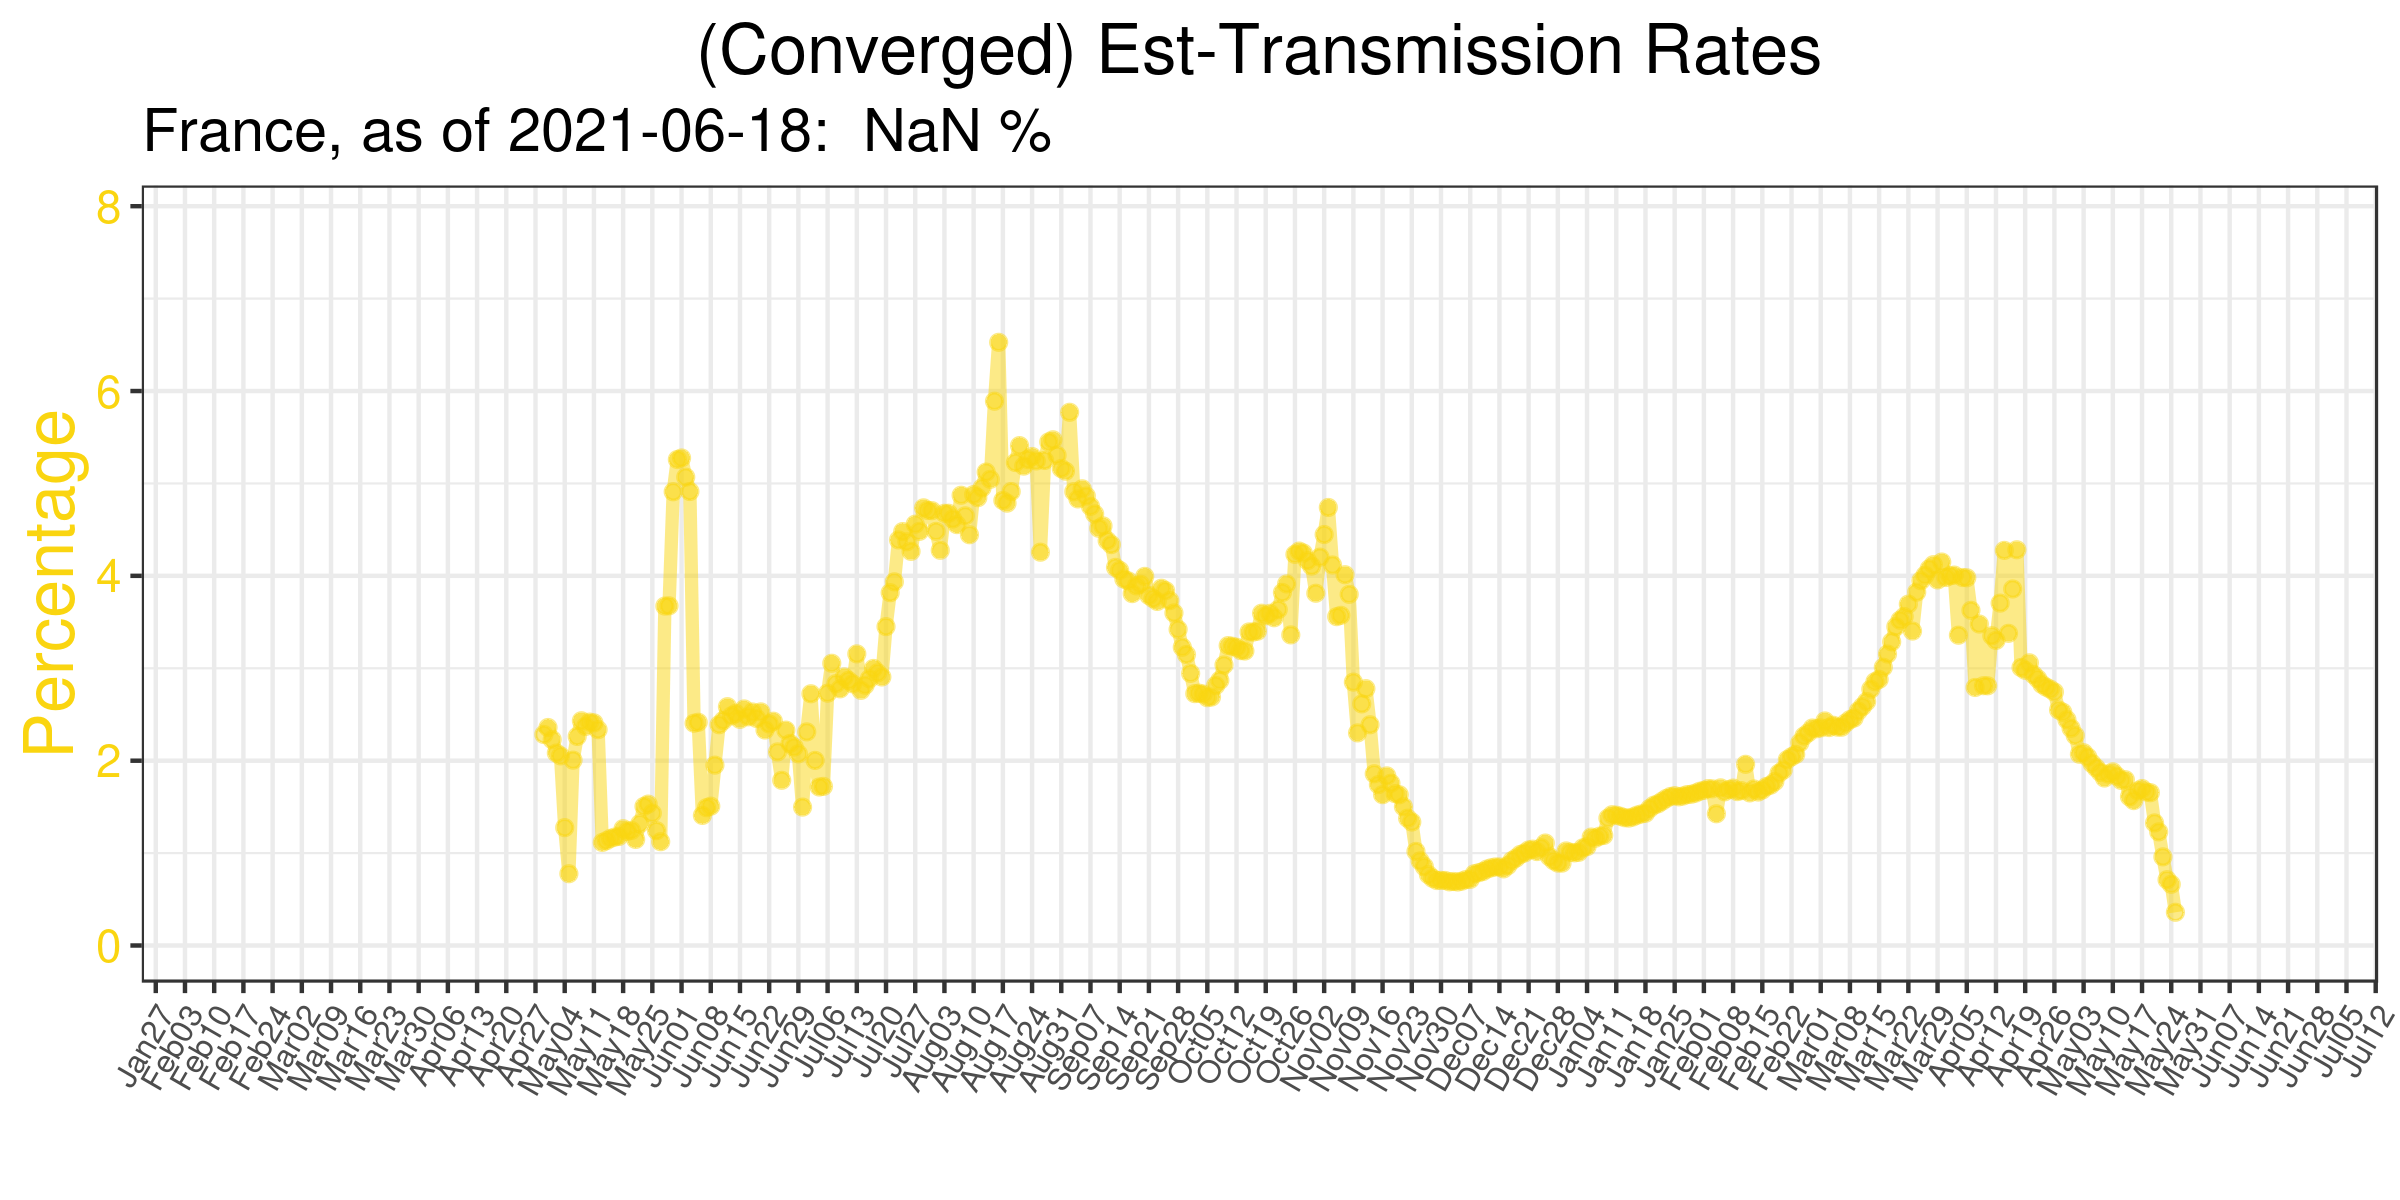 (Converged) Est-Transmission Rates
France, as of 2021-06-18:  NaN %
Percentage
8
6
4
2
0
Jan27
Feb03
Feb10
Feb17
Feb24
Mar02
Mar09
Mar16
Mar23
Mar30
Apr06
Apr13
Apr20
Apr27
May04
May11
May18
May25
Jun01
Jun08
Jun15
Jun22
Jun29
Jul06
Jul13
Jul20
Jul27
Aug03
Aug10
Aug17
Aug24
Aug31
Sep07
Sep14
Sep21
Sep28
Oct05
Oct12
Oct19
Oct26
Nov02
Nov09
Nov16
Nov23
Nov30
Dec07
Dec14
Dec21
Dec28
Jan04
Jan11
Jan18
Jan25
Feb01
Feb08
Feb15
Feb22
Mar01
Mar08
Mar15
Mar22
Mar29
Apr05
Apr12
Apr19
Apr26
May03
May10
May17
May24
May31
Jun07
Jun14
Jun21
Jun28
Jul05
Jul12